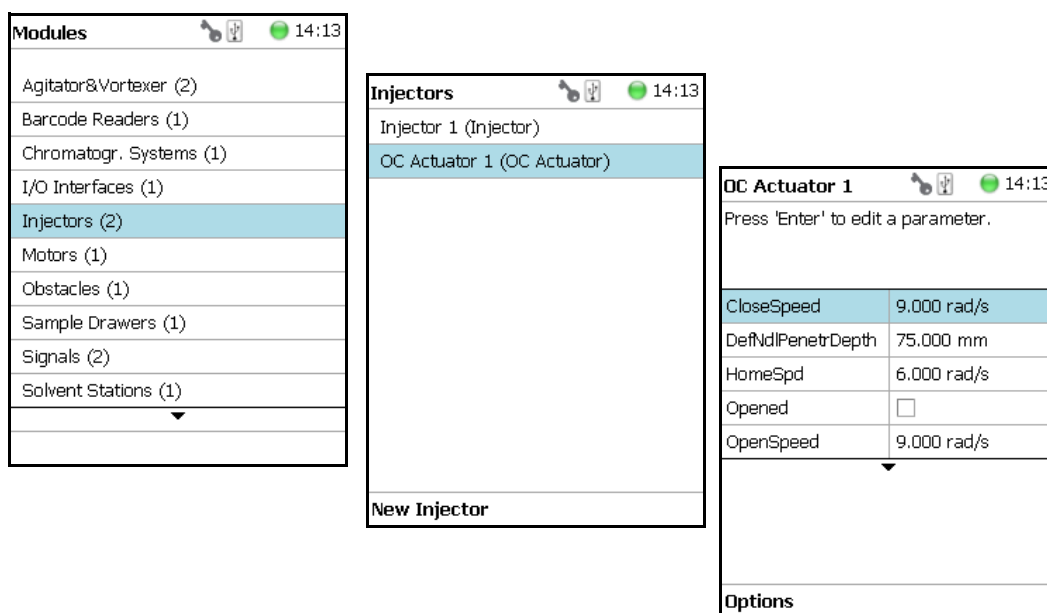 Modules 14:13
Agitator&Vortexer (2)
Barcode Readers (1)
Chromatogr. Systems (1)
I/O Interfaces (1)
Injectors (2)
Motors (1)
Obstacles (1)
Sample Drawers (1)
Signals (2)
Solvent Stations (1)
Injectors 14:13
Injector 1 (Injector)
OC Actuator 1 (OC Actuator)
New Injector
OC Actuator 1 14:13
Press 'Enter' to edit a parameter.
CloseSpeed 9.000 rad/s
DefNdlPenetrDepth 75.000 mm
HomeSpd 6.000 rad/s
Opened
OpenSpeed 9.000 rad/s
Options